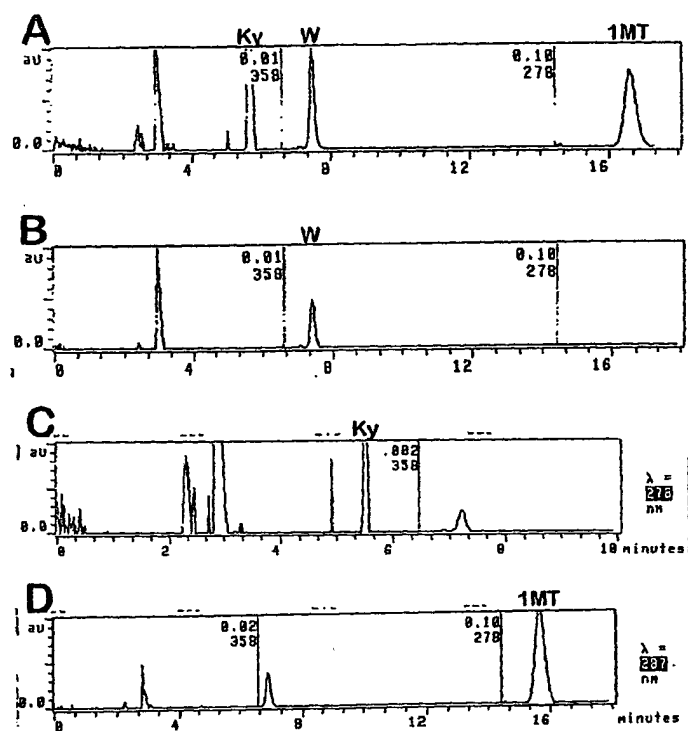 A
Ky W 1MT
au 0.01 0.10
358 278
0.0
0 4 8 12 16
B
W
au 0.01 0.10
358 278
0.0
0 4 8 12 16
C
Ky
au .002
358
λ =
278
nm
0.0
0 2 4 6 8 10 minutes
D
1MT
au 0.02 0.10
358 278
λ =
287
nm
0.0
0 4 8 12 16 minutes